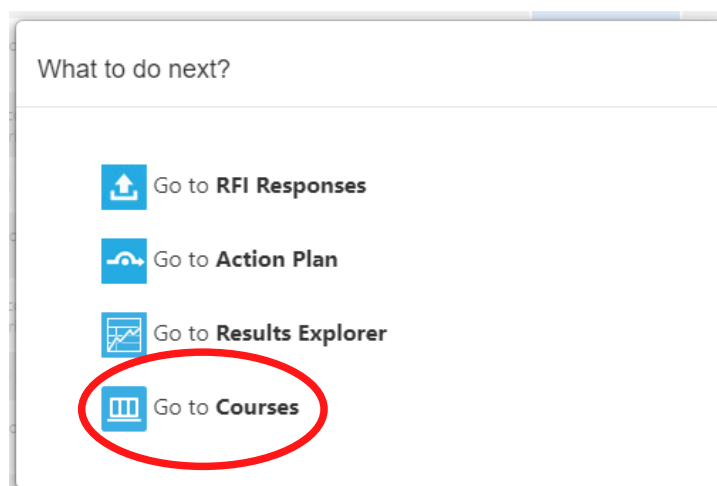 What to do next?
Go to RFI Responses
Go to Action Plan
Go to Results Explorer
Go to Courses